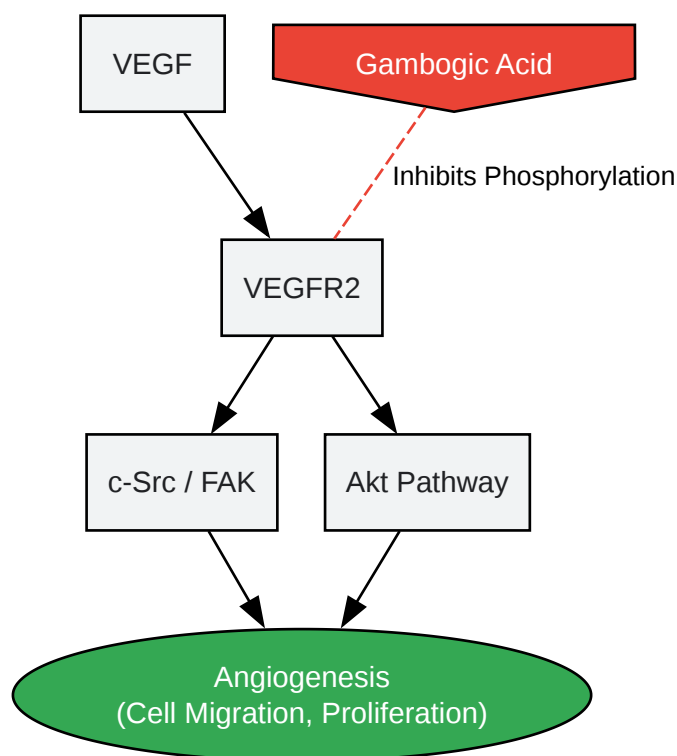 VEGF
Gambogic Acid
Inhibits Phosphorylation
VEGFR2
c-Src / FAK
Akt Pathway
Angiogenesis
(Cell Migration, Proliferation)